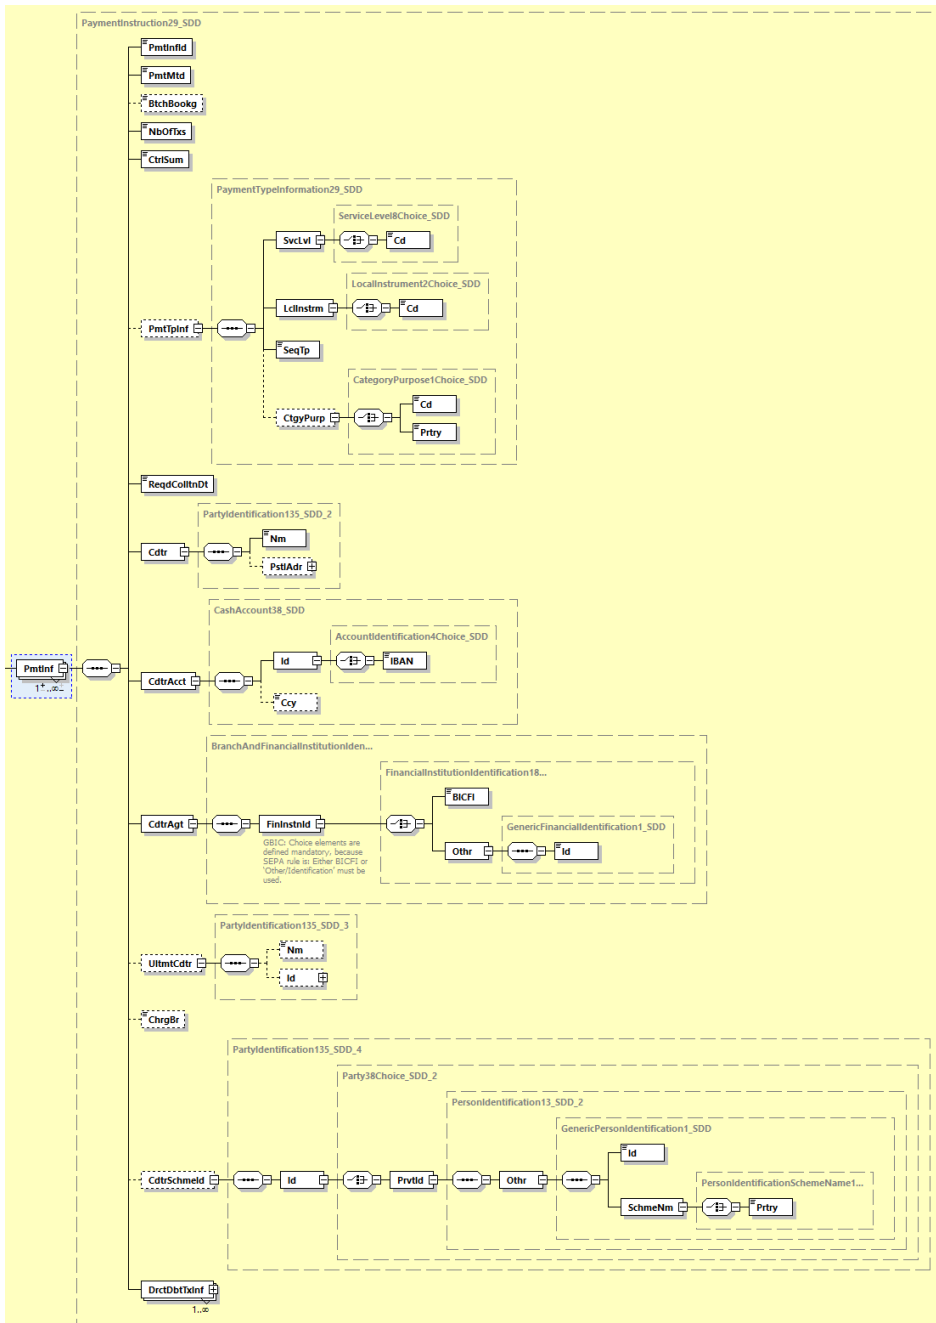 PaymentInstruction29_SDD
PmtInfId
PmtMtd
BtchBookg
NbOfTxs
CtrlSum
PaymentTypeInformation29_SDD
ServiceLevel8Choice_SDD
SvcLvl
Cd
LocalInstrument2Choice_SDD
LclInstrm
Cd
PmtTpInf
SeqTp
CategoryPurpose1Choice_SDD
CtgyPurp
Cd
Prtry
ReqdColltnDt
PartyIdentification135_SDD_2
Cdtr
Nm
PstlAdr
CashAccount38_SDD
AccountIdentification4Choice_SDD
Id
IBAN
PmtInf
1..∞
CdtrAcct
Ccy
BranchAndFinancialInstitutionIden...
FinancialInstitutionIdentification18...
BICFI
CdtrAgt
FinInstnId
GenericFinancialIdentification1_SDD
Othr
Id
GBIC: Choice elements are
defined mandatory, because
SEPA rule is: Either BICFI or
'Other/Identification' must be
used.
PartyIdentification135_SDD_3
Nm
UltmtCdtr
Id
ChrgBr
PartyIdentification135_SDD_4
Party38Choice_SDD_2
PersonIdentification13_SDD_2
GenericPersonIdentification1_SDD
Id
CdtrSchmeId
Id
PrvtId
Othr
PersonIdentificationSchemeName1...
SchmeNm
Prtry
DrctDbtTxInf
1..∞